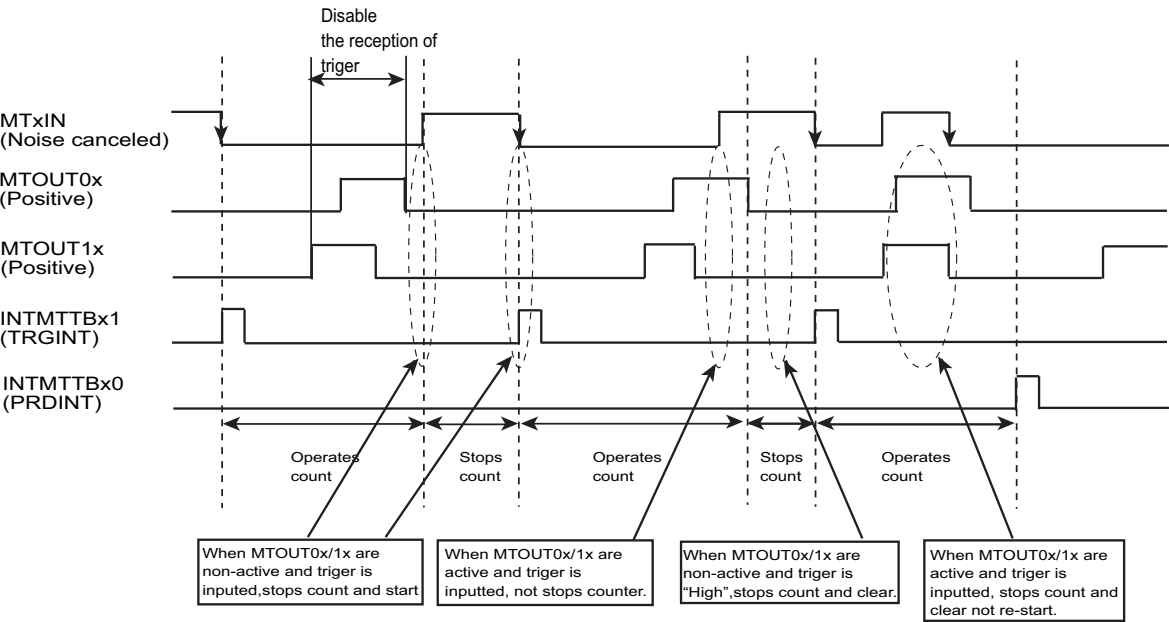 Disable
the reception of
triger
MTxIN
(Noise canceled)
MTOUT0x
(Positive)
MTOUT1x
(Positive)
INTMTTBx1
(TRGINT)
INTMTTBx0
(PRDINT)
Operates
count
Stops
count
Operates
count
Stops
count
Operates
count
When MTOUT0x/1x are
non-active and triger is
inputed,stops count and start
When MTOUT0x/1x are
active and triger is
inputted, not stops counter.
When MTOUT0x/1x are
non-active and triger is
“High”,stops count and clear.
When MTOUT0x/1x are
active and triger is
inputted, stops count and
clear not re-start.